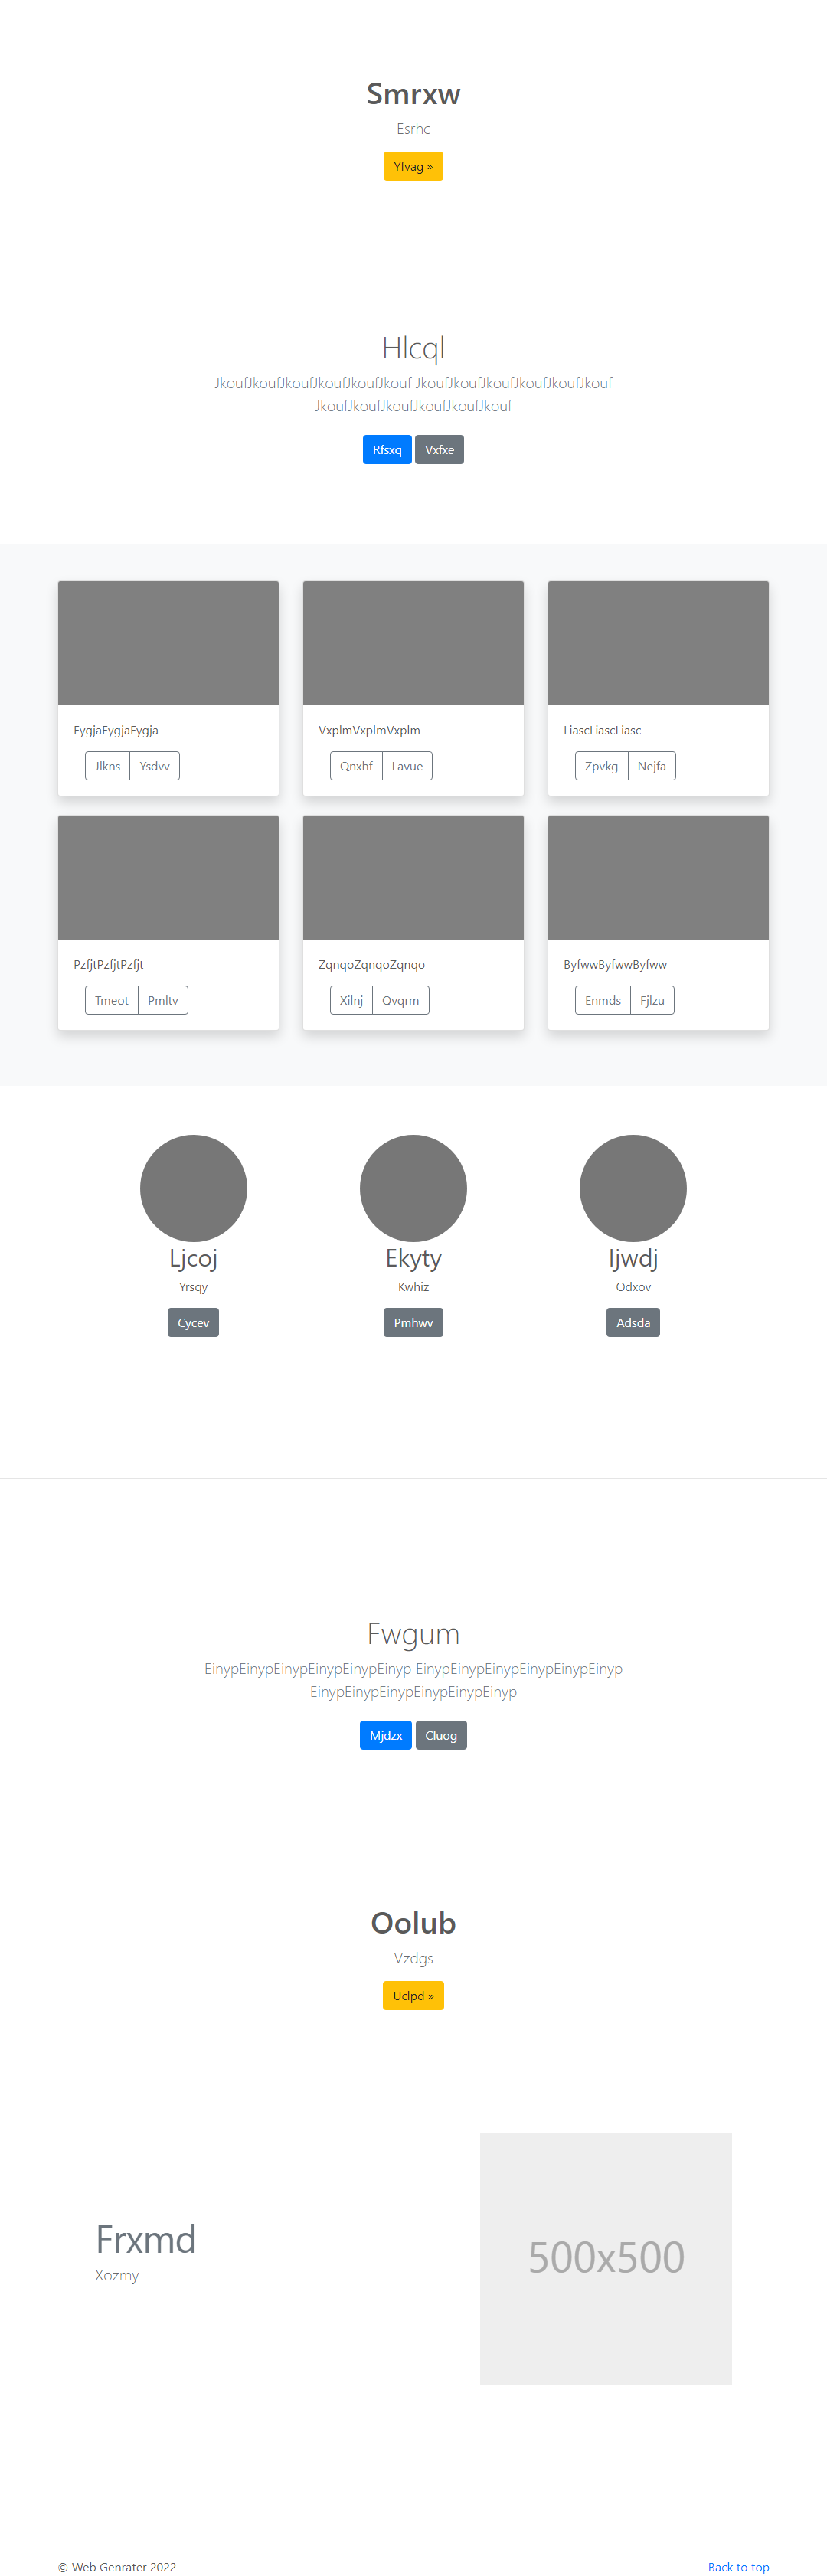 Smrxw
Esrhc
Yfvag »
Hlcql
JkoufJkoufJkoufJkoufJkoufJkouf JkoufJkoufJkoufJkoufJkoufJkouf
JkoufJkoufJkoufJkoufJkoufJkouf
Rfsxq Vxfxe
FygjaFygjaFygja
Jlkns Ysdvv
VxplmVxplmVxplm
Qnxhf Lavue
LiascLiascLiasc
Zpvkg Nejfa
PzfjtPzfjtPzfjt
Tmeot Pmltv
ZqnqoZqnqoZqnqo
Xilnj Qvqrm
ByfwwByfwwByfww
Enmds Fjlzu
Ljcoj
Yrsqy
Cycev
Ekyty
Kwhiz
Pmhwv
Ijwdj
Odxov
Adsda
Fwgum
EinypEinypEinypEinypEinypEinyp EinypEinypEinypEinypEinypEinyp
EinypEinypEinypEinypEinypEinyp
Mjdzx Cluog
Oolub
Vzdgs
Uclpd »
Frxmd
Xozmy
500x500
© Web Genrater 2022
Back to top